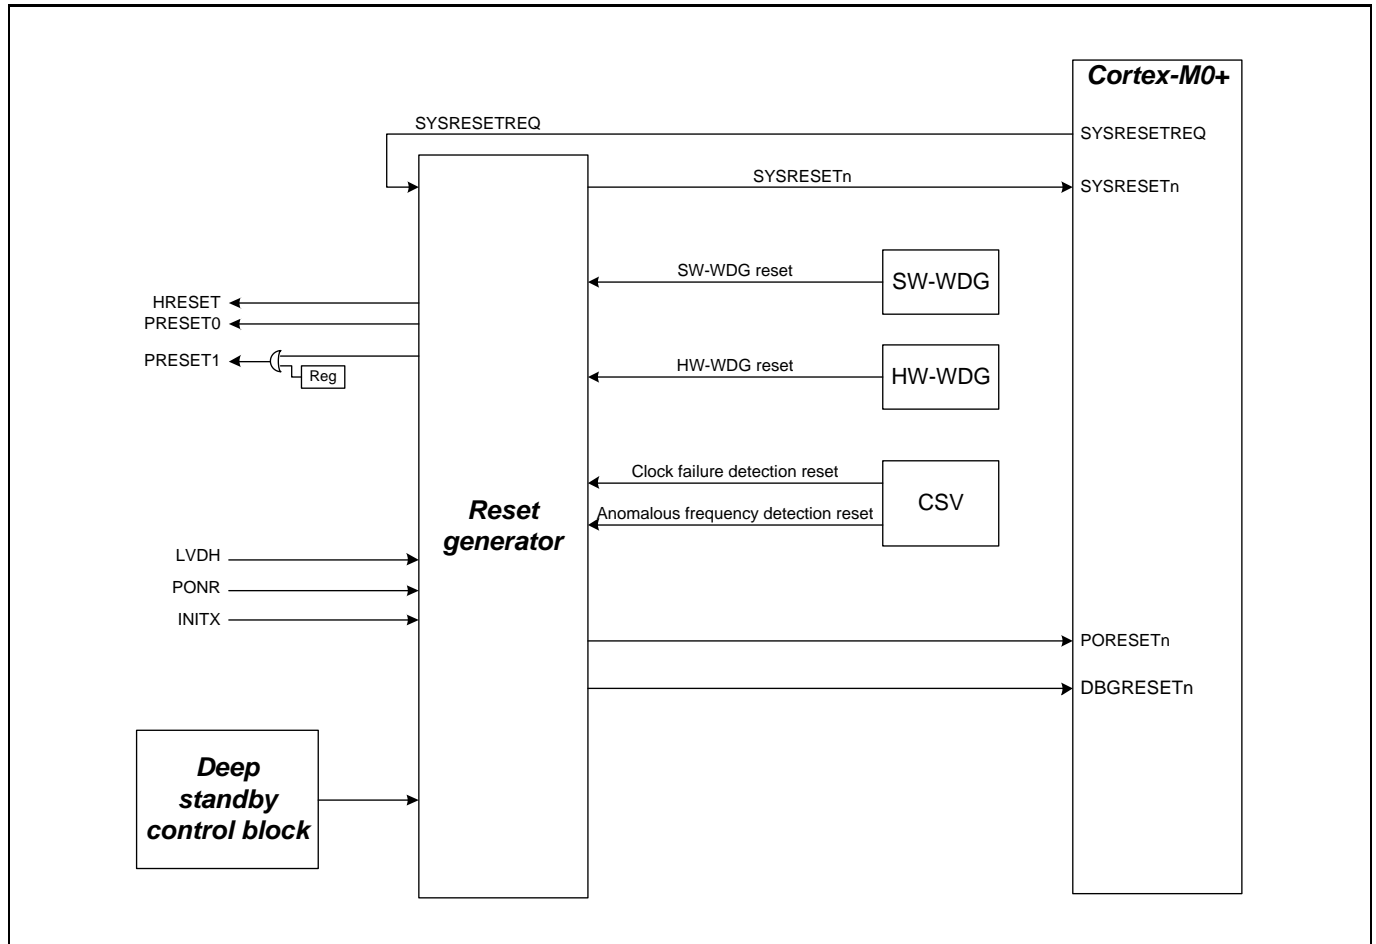 Cortex-M0+
SYSRESETREQ
SYSRESETREQ
SYSRESETn
SYSRESETn
SW-WDG reset
SW-WDG
HRESET
PRESET0
PRESET1
Reg
HW-WDG reset
HW-WDG
Clock failure detection reset
CSV
Anomalous frequency detection reset
Reset
generator
LVDH
PONR
INITX
PORESETn
DBGRESETn
Deep
standby
control block